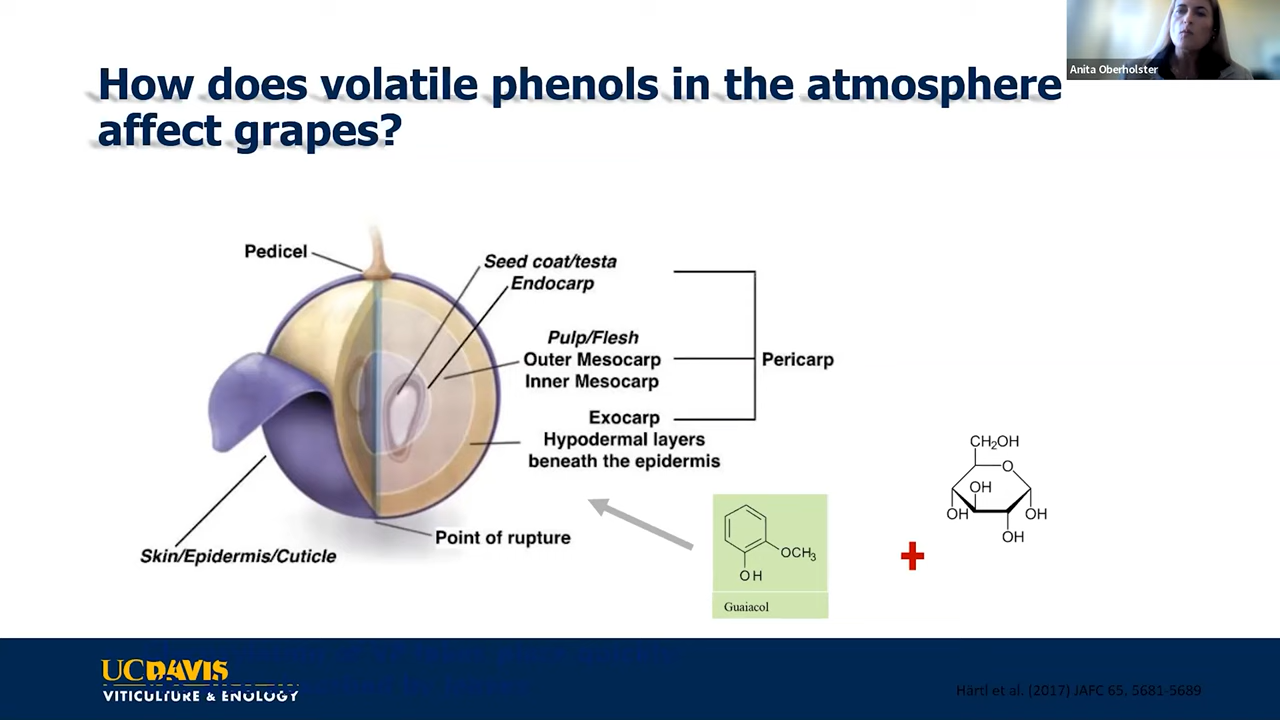 Anita Oberholster
How does volatile phenols in the atmosphere
affect grapes?
Pedicel
Seed coat/testa
Endocarp
Pulp/Flesh
Outer Mesocarp
Inner Mesocarp
Pericarp
Exocarp
Hypodermal layers
beneath the epidermis
Point of rupture
Skin/Epidermis/Cuticle
OCH3
OH
Guaiacol
+
CH2OH
O
OH
OH
OH
OH
UCDAVIS
VITICULTURE & ENOLOGY
Härtl et al. (2017) JAFC 65, 5681-5689